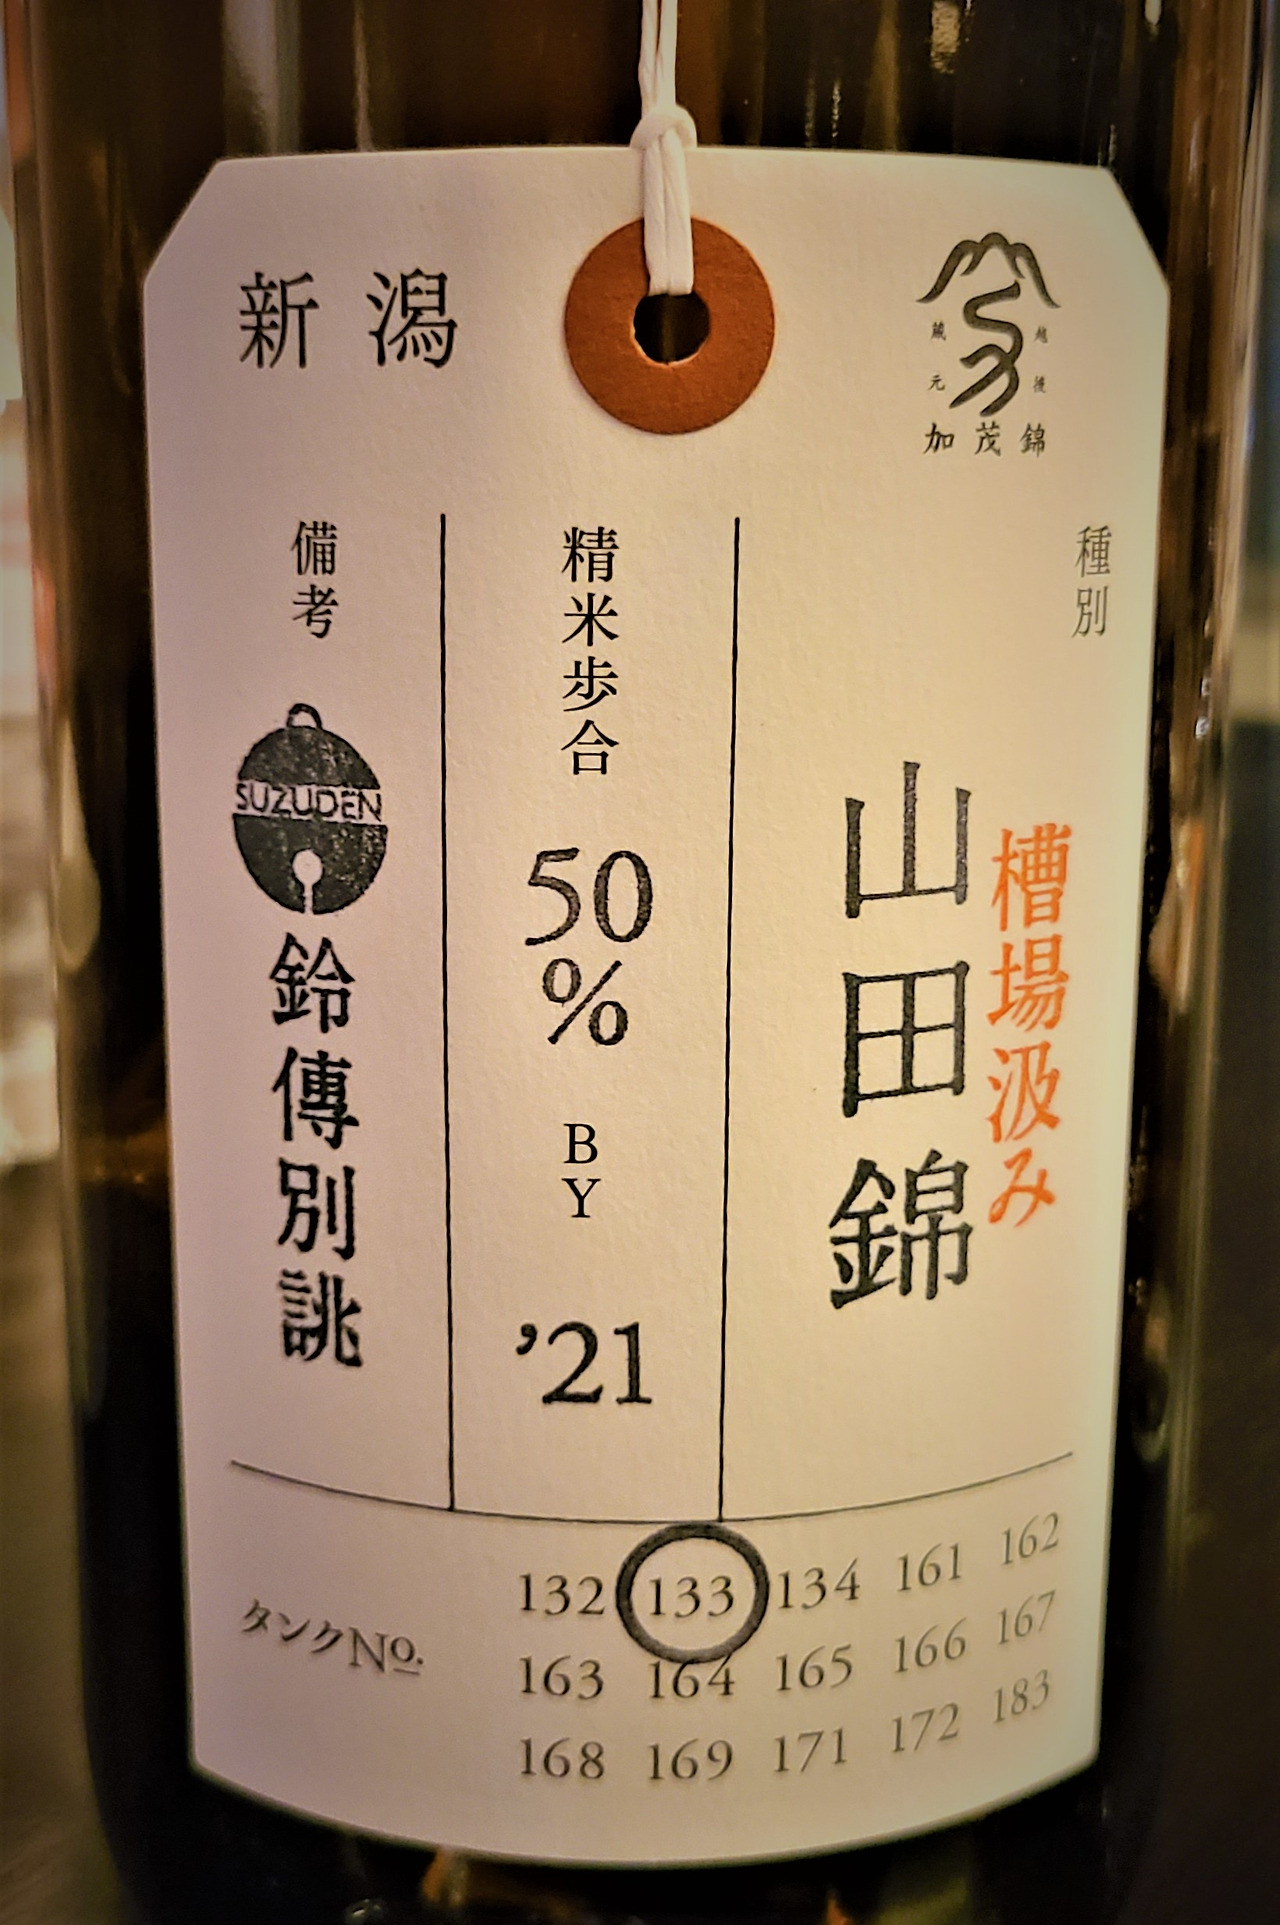 新潟
越後
蔵元
加茂錦
種別
槽場汲み
山田錦
精米歩合
50
%
BY
’21
備考
SUZUDEN
鈴傳別誂
タンクNo.
132 133 134 161 162
163 164 165 166 167
168 169 171 172 183